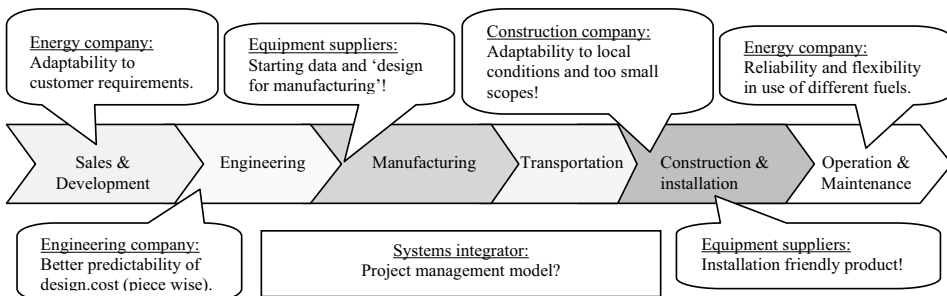 Energy company:
Adaptability to
customer requirements.
Equipment suppliers:
Starting data and ‘design
for manufacturing’!
Construction company:
Adaptability to local
conditions and too small
scopes!
Energy company:
Reliability and flexibility
in use of different fuels.
Sales &
Development
Engineering
Manufacturing
Transportation
Construction &
installation
Operation &
Maintenance
Engineering company:
Better predictability of
design.cost (piece wise).
Systems integrator:
Project management model?
Equipment suppliers:
Installation friendly product!